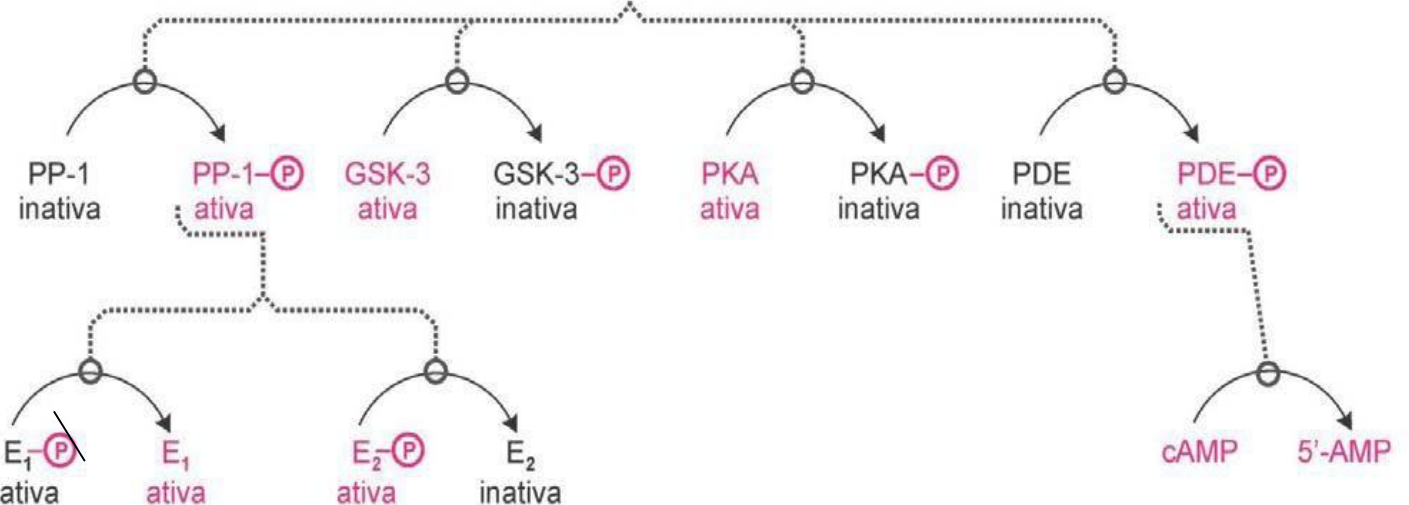 PP-1 PP-1–P GSK-3 GSK-3–P PKA PKA–P PDE PDE–P
inativa ativa ativa inativa ativa inativa inativa ativa
E₁–P E₁ E₂–P E₂ cAMP 5'-AMP
ativa ativa ativa inativa